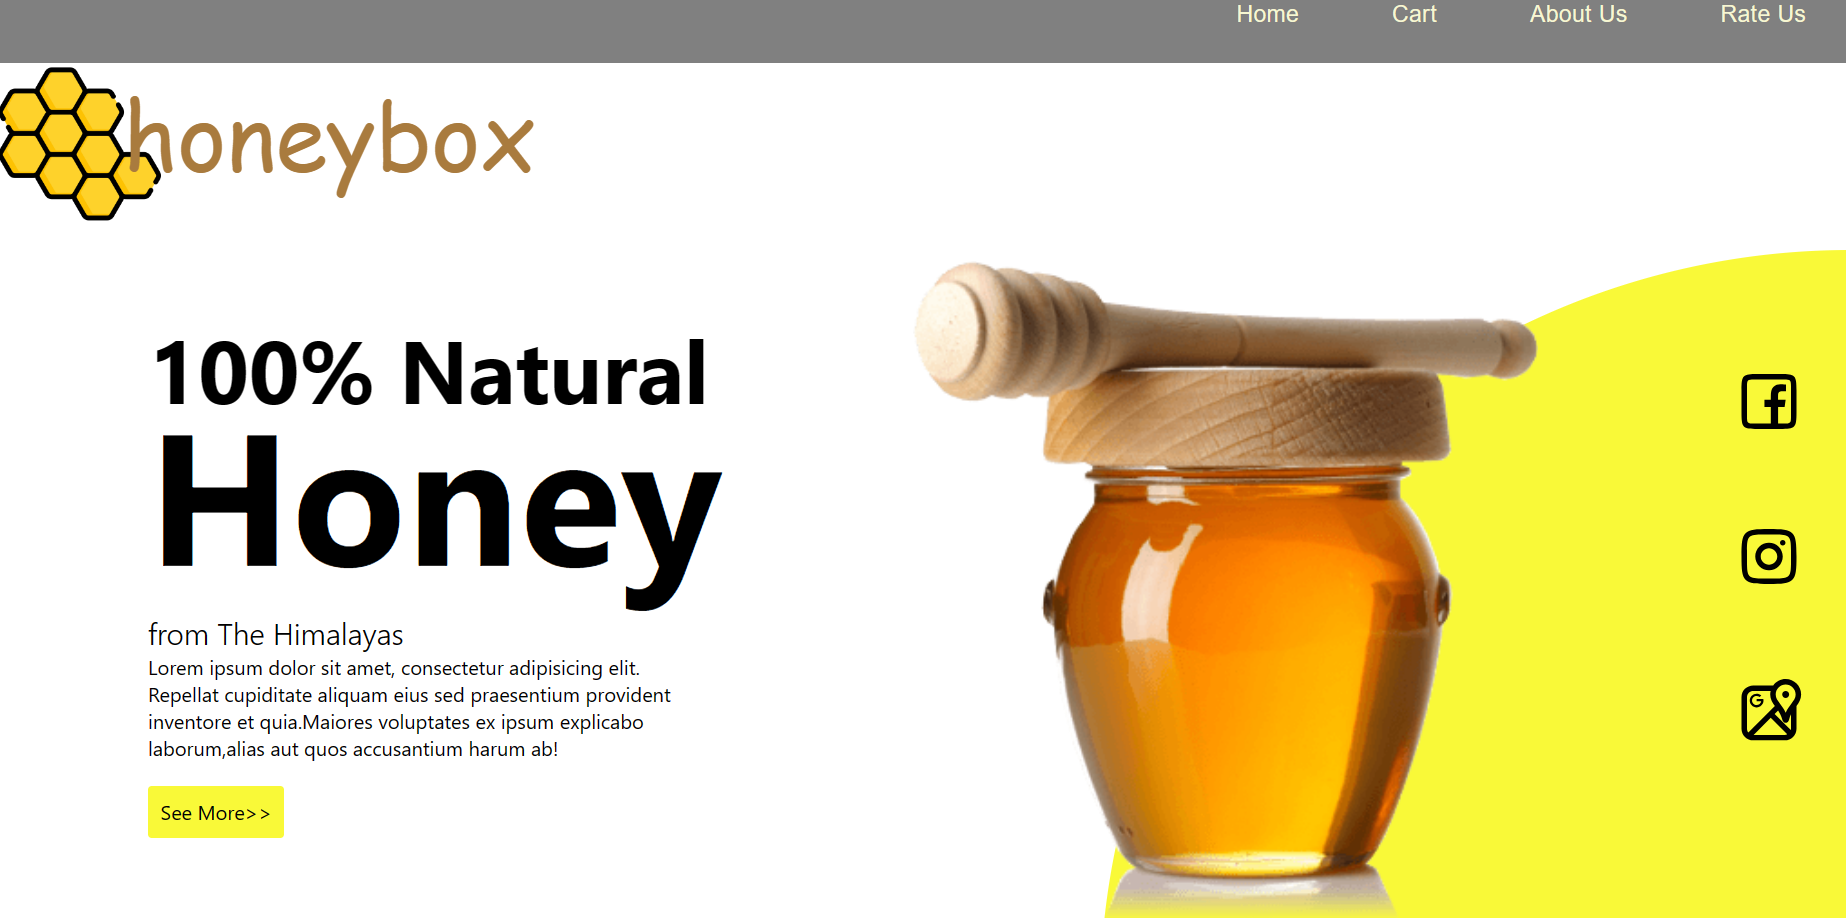 Home Cart About Us Rate Us
honeybox
100% Natural
Honey
from The Himalayas
Lorem ipsum dolor sit amet, consectetur adipisicing elit.
Repellat cupiditate aliquam eius sed praesentium provident
inventore et quia.Maiores voluptates ex ipsum explicabo
laborum,alias aut quos accusantium harum ab!
See More>>
G